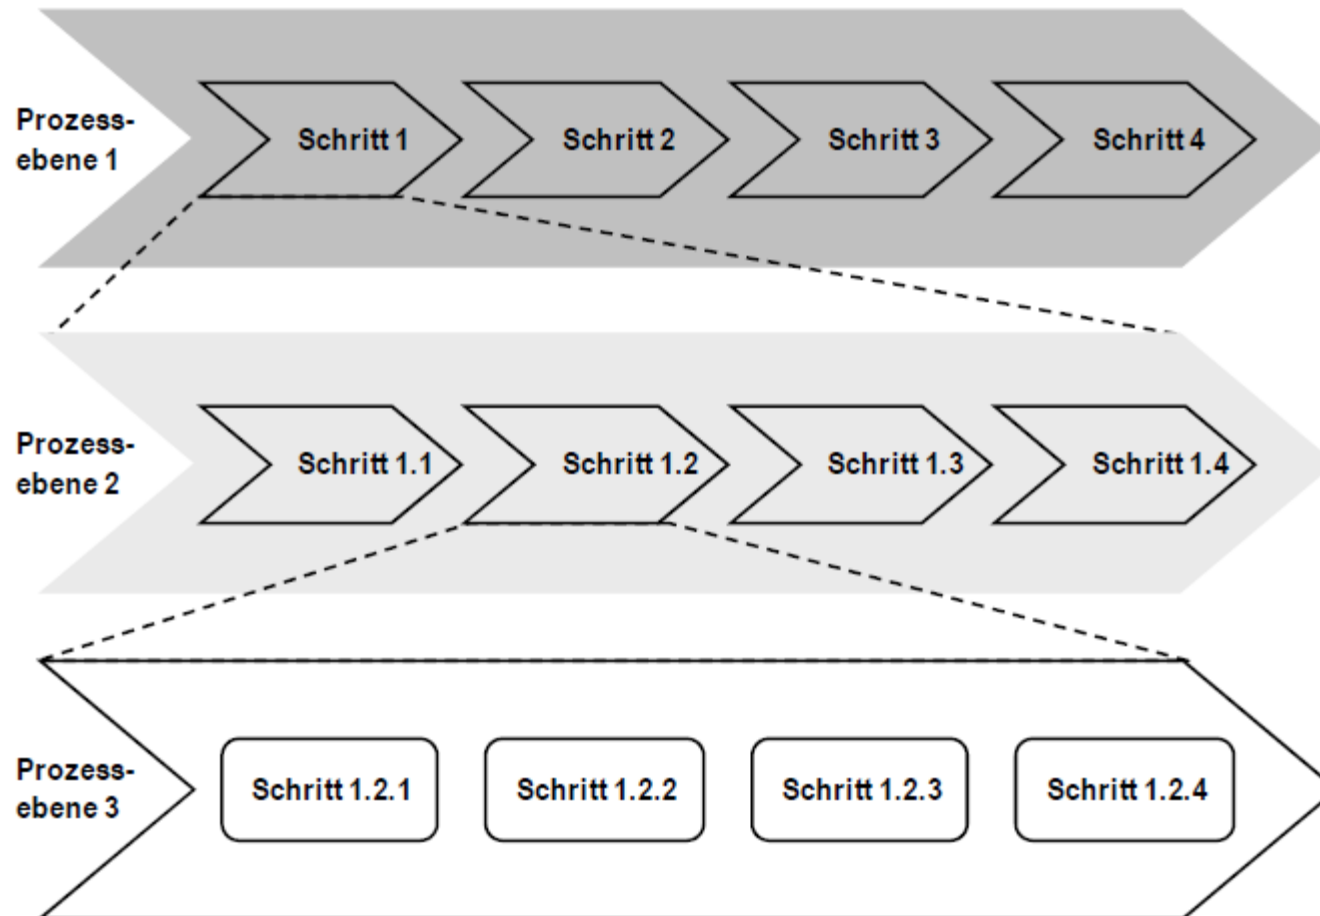 Prozess-
ebene 1
Schritt 1
Schritt 2
Schritt 3
Schritt 4
Prozess-
ebene 2
Schritt 1.1
Schritt 1.2
Schritt 1.3
Schritt 1.4
Prozess-
ebene 3
Schritt 1.2.1
Schritt 1.2.2
Schritt 1.2.3
Schritt 1.2.4